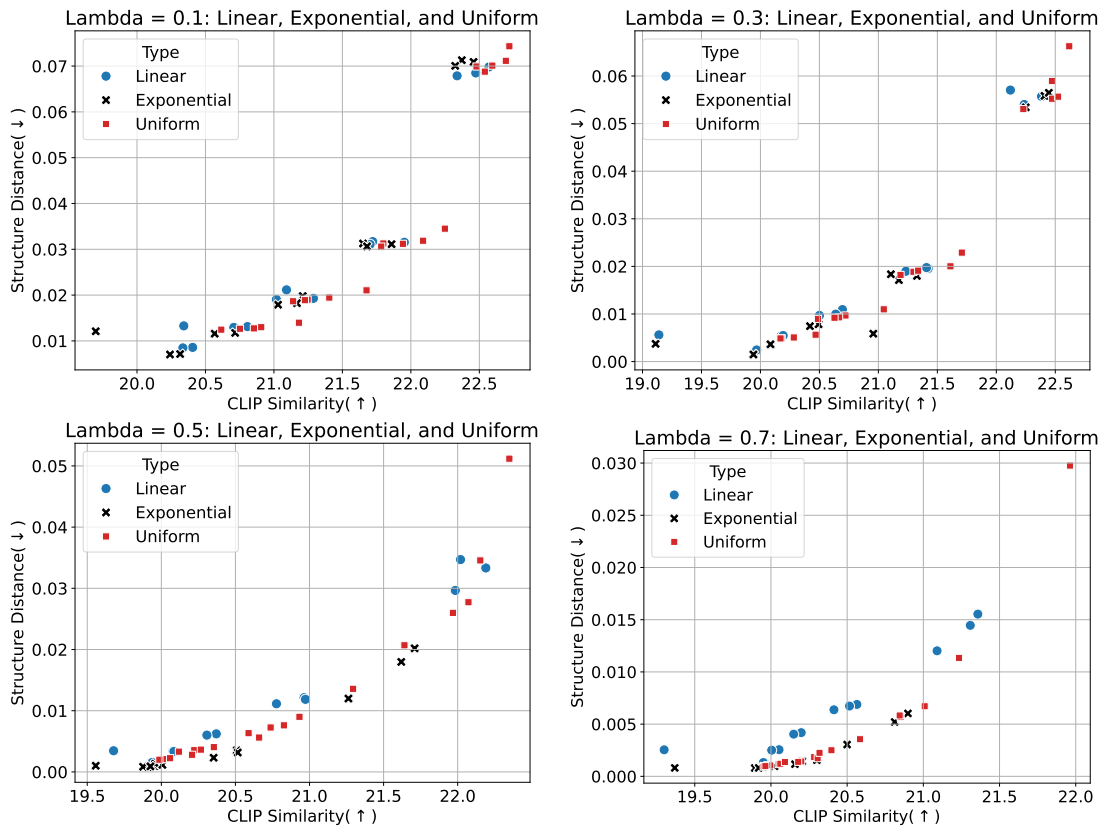 Lambda = 0.1: Linear, Exponential, and Uniform
Structure Distance(↓)
0.07
0.06
0.05
0.04
0.03
0.02
0.01
Type
Linear
Exponential
Uniform
20.0 20.5 21.0 21.5 22.0 22.5
CLIP Similarity(↑)
Lambda = 0.3: Linear, Exponential, and Uniform
Structure Distance(↓)
0.06
0.05
0.04
0.03
0.02
0.01
0.00
Type
Linear
Exponential
Uniform
19.0 19.5 20.0 20.5 21.0 21.5 22.0 22.5
CLIP Similarity(↑)
Lambda = 0.5: Linear, Exponential, and Uniform
Structure Distance(↓)
0.05
0.04
0.03
0.02
0.01
0.00
Type
Linear
Exponential
Uniform
19.5 20.0 20.5 21.0 21.5 22.0
CLIP Similarity(↑)
Lambda = 0.7: Linear, Exponential, and Uniform
Structure Distance(↓)
0.030
0.025
0.020
0.015
0.010
0.005
0.000
Type
Linear
Exponential
Uniform
19.5 20.0 20.5 21.0 21.5 22.0
CLIP Similarity(↑)